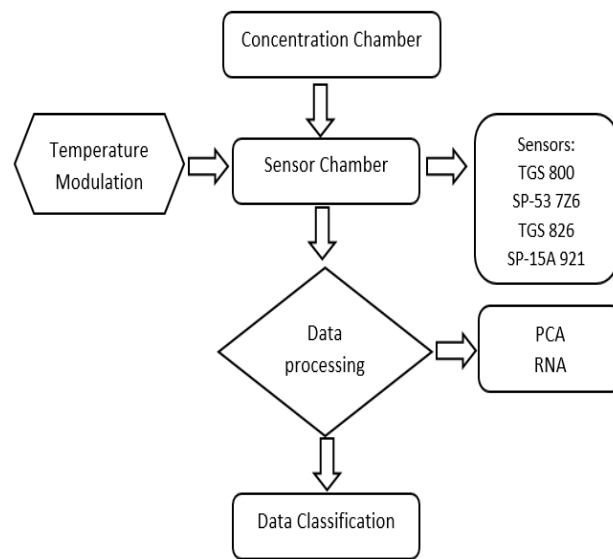 Concentration Chamber
Temperature
Modulation
Sensor Chamber
Sensors:
TGS 800
SP-53 7Z6
TGS 826
SP-15A 921
Data
processing
PCA
RNA
Data Classification